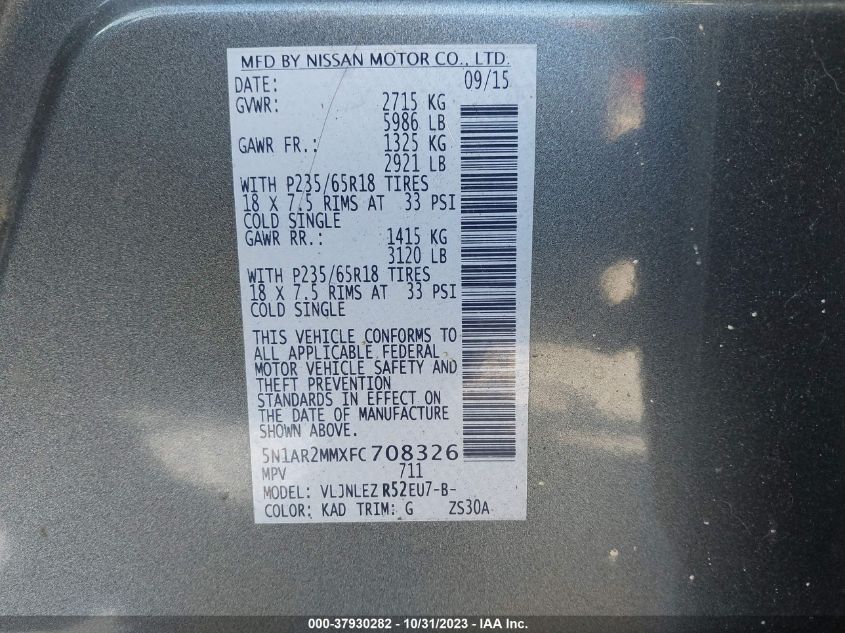 MFD BY NISSAN MOTOR CO., LTD.
DATE: 09/15
GVWR: 2715 KG
5986 LB
GAWR FR.: 1325 KG
2921 LB
WITH P235/65R18 TIRES
18 X 7.5 RIMS AT 33 PSI
COLD SINGLE
GAWR RR.: 1415 KG
3120 LB
WITH P235/65R18 TIRES
18 X 7.5 RIMS AT 33 PSI
COLD SINGLE
THIS VEHICLE CONFORMS TO
ALL APPLICABLE FEDERAL
MOTOR VEHICLE SAFETY AND
THEFT PREVENTION
STANDARDS IN EFFECT ON
THE DATE OF MANUFACTURE
SHOWN ABOVE.
5N1AR2MMXFC708326
MPV 711
MODEL: VLJNLEZ R52EU7-B-
COLOR: KAD TRIM: G ZS30A
000-37930282 - 10/31/2023 - IAA Inc.